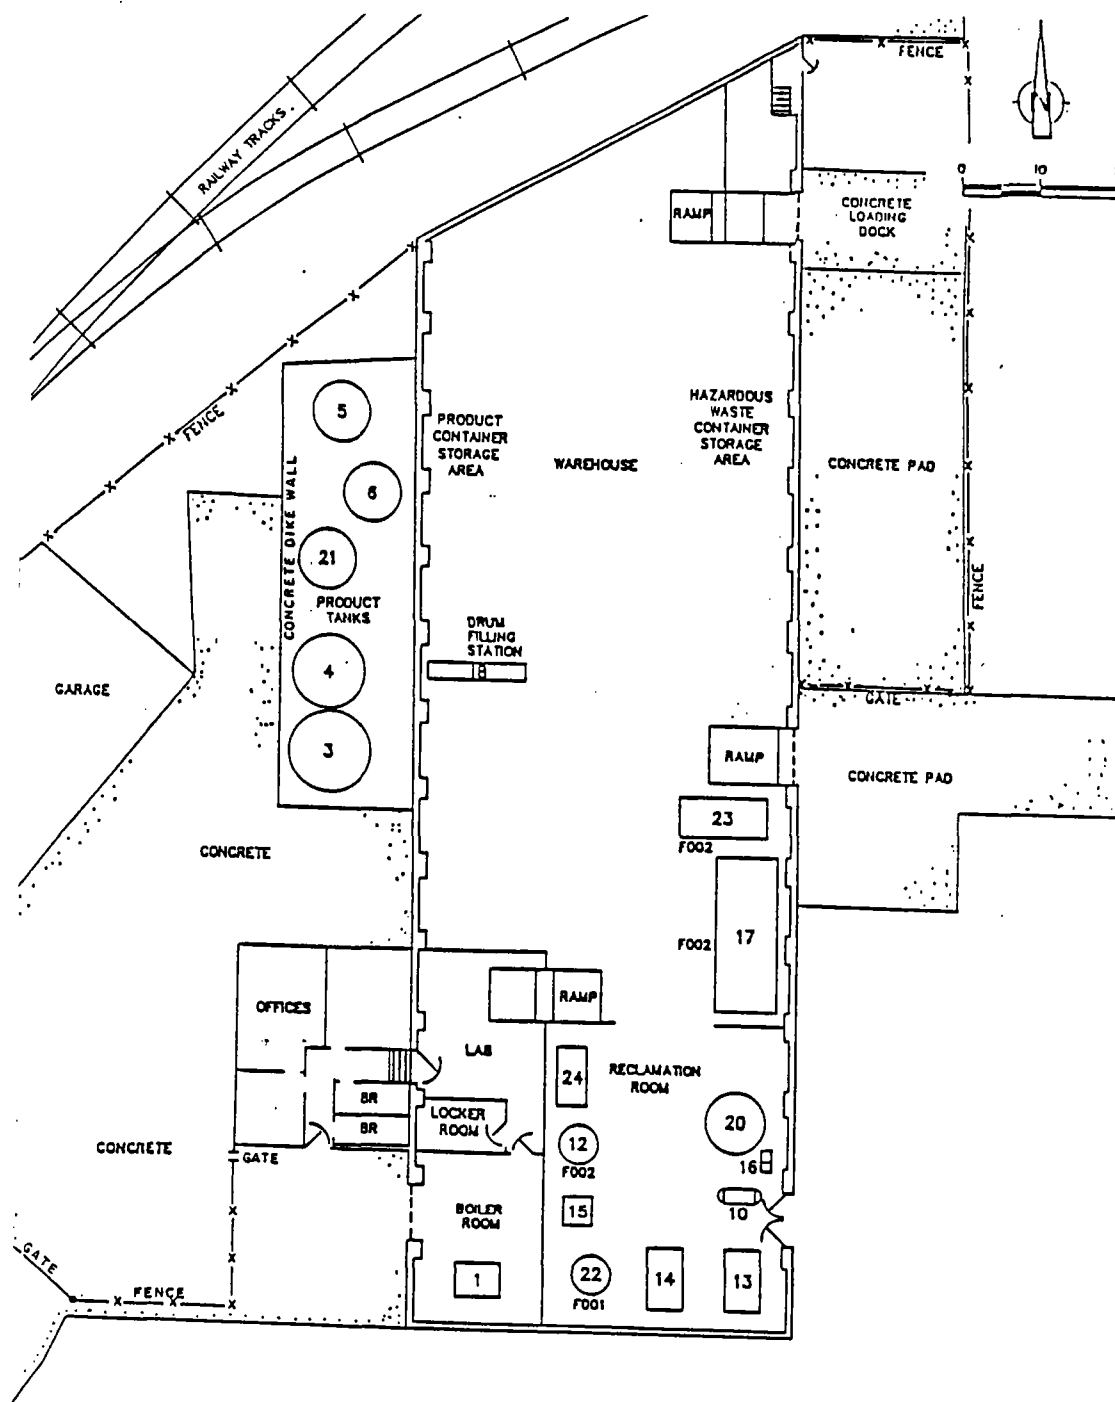 FENCE
N
RAILWAY TRACKS.
0
10
RAMP
CONCRETE
LOADING
DOCK
5
PRODUCT
CONTAINER
STORAGE
AREA
WAREHOUSE
HAZARDOUS
WASTE
CONTAINER
STORAGE
AREA
CONCRETE PAD
FENCE
CONCRETE DIKE WALL
6
21
PRODUCT
TANKS
FENCE
DRUM
FILLING
STATION
8
4
GARAGE
GATE
3
RAMP
CONCRETE PAD
23
F002
CONCRETE
17
F002
OFFICES
RAMP
LAB
24
RECLAMATION
ROOM
BR
BR
LOCKER
ROOM
12
F002
20
16
CONCRETE
GATE
15
10
BOILER
ROOM
GATE
FENCE
1
22
F001
14
13